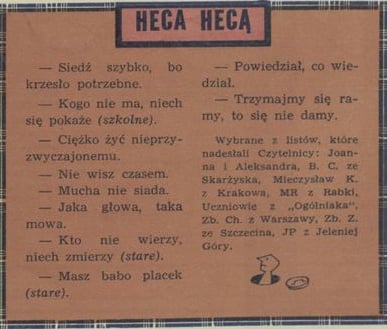 HECA HECĄ
— Siedź szybko, bo
krzesło potrzebne.
— Kogo nie ma, niech
się pokaże (szkolne).
— Ciężko żyć nieprzy-
zwyczajonemu.
— Nie wisz czasem.
— Mucha nie siada.
— Jaka głowa, taka
mowa.
— Kto nie wierzy,
niech zmierzy (stare).
— Masz babo placek
(stare).
— Powiedział, co wie-
dział.
— Trzymajmy się ra-
my, to się nie damy.
Wybrane z listów, które
nadesłali Czytelnicy: Joan-
na i Aleksandra, B. C. ze
Skarżyska, Mieczysław K.
z Krakowa, MR z Rabki,
Uczniowie z „Ogólniaka",
Zb. Ch. z Warszawy, Zb. Z.
ze Szczecina, JP z Jeleniej
Góry.